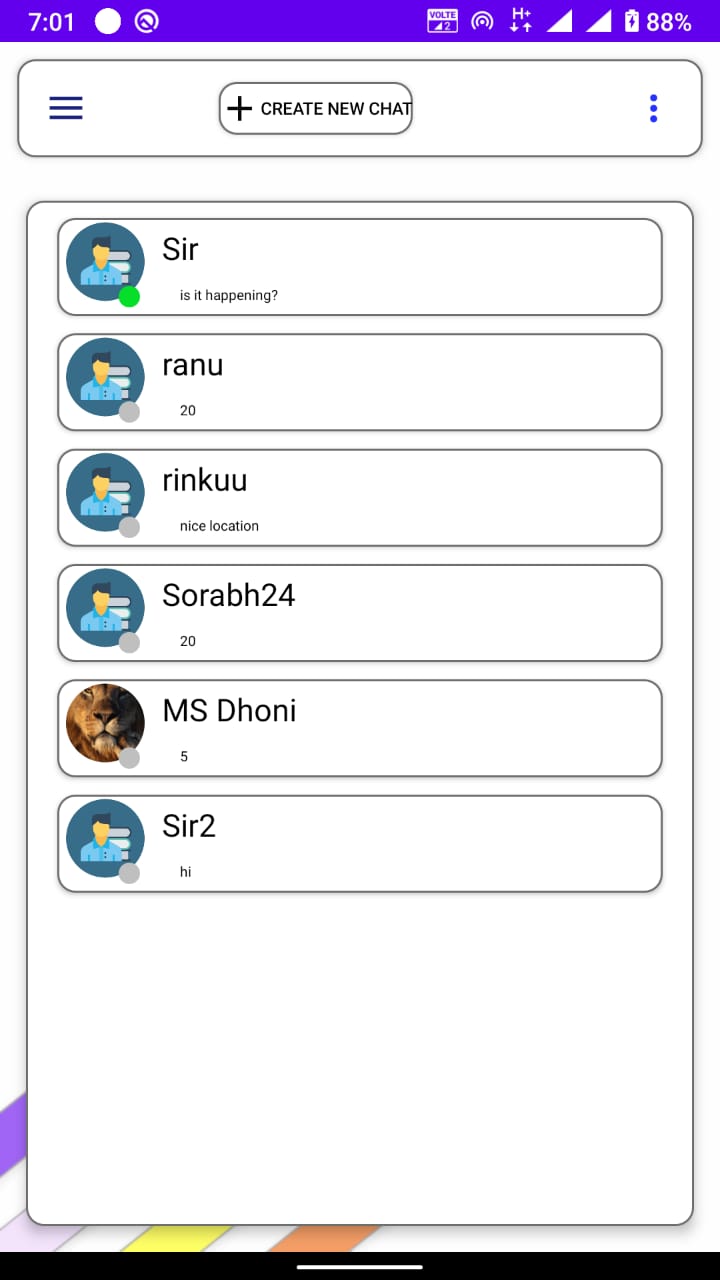 7:01
VOLTE
2
H+
88%
CREATE NEW CHAT
Sir
is it happening?
ranu
20
rinkuu
nice location
Sorabh24
20
MS Dhoni
5
Sir2
hi